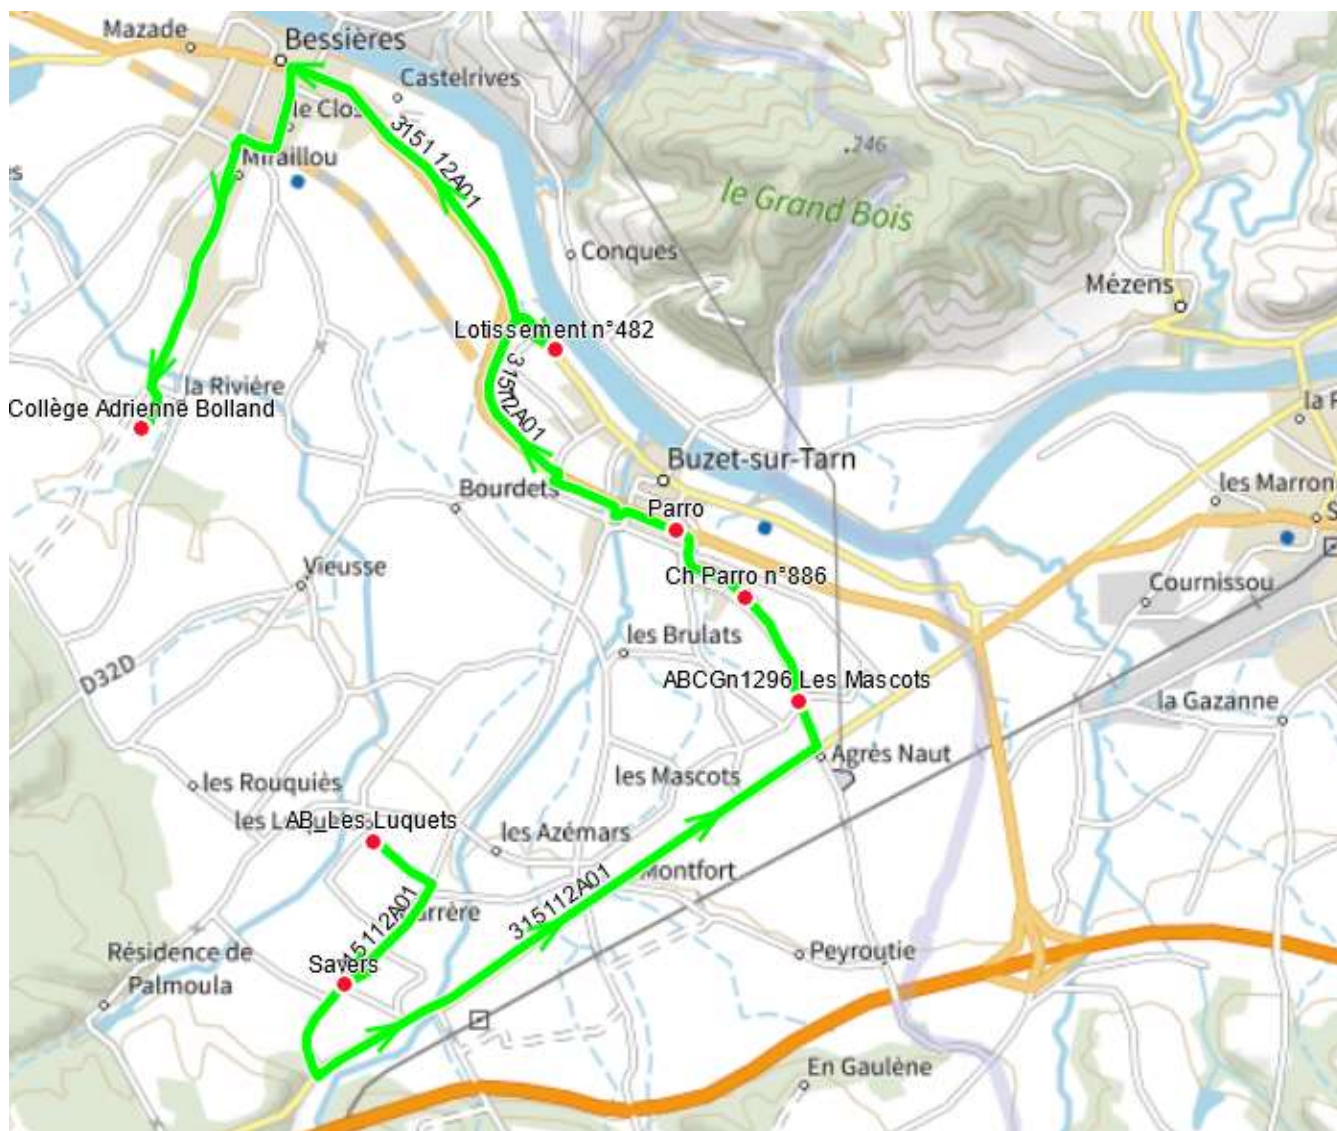 Mazade
Bessières
Castelrives
le Clos
Miraillou
315112A01
246
le Grand Bois
Conques
Mézens
Lotissement n°482
la Rivière
Collège Adrienne Bolland
315112A01
Buzet-sur-Tarn
Bourdets
les Marron
Parro
Vieusse
Ch Parro n°886
Cournissou
les Brulats
D32D
ABCGn1296 Les Mascots
la Gazanne
Agrès Naut
les Rouquiès
les Mascots
AB_Les Luquets
les Azémars
Montfort
315112A01
Peyroutie
Résidence de
Palmoula
Savers
En Gaulène